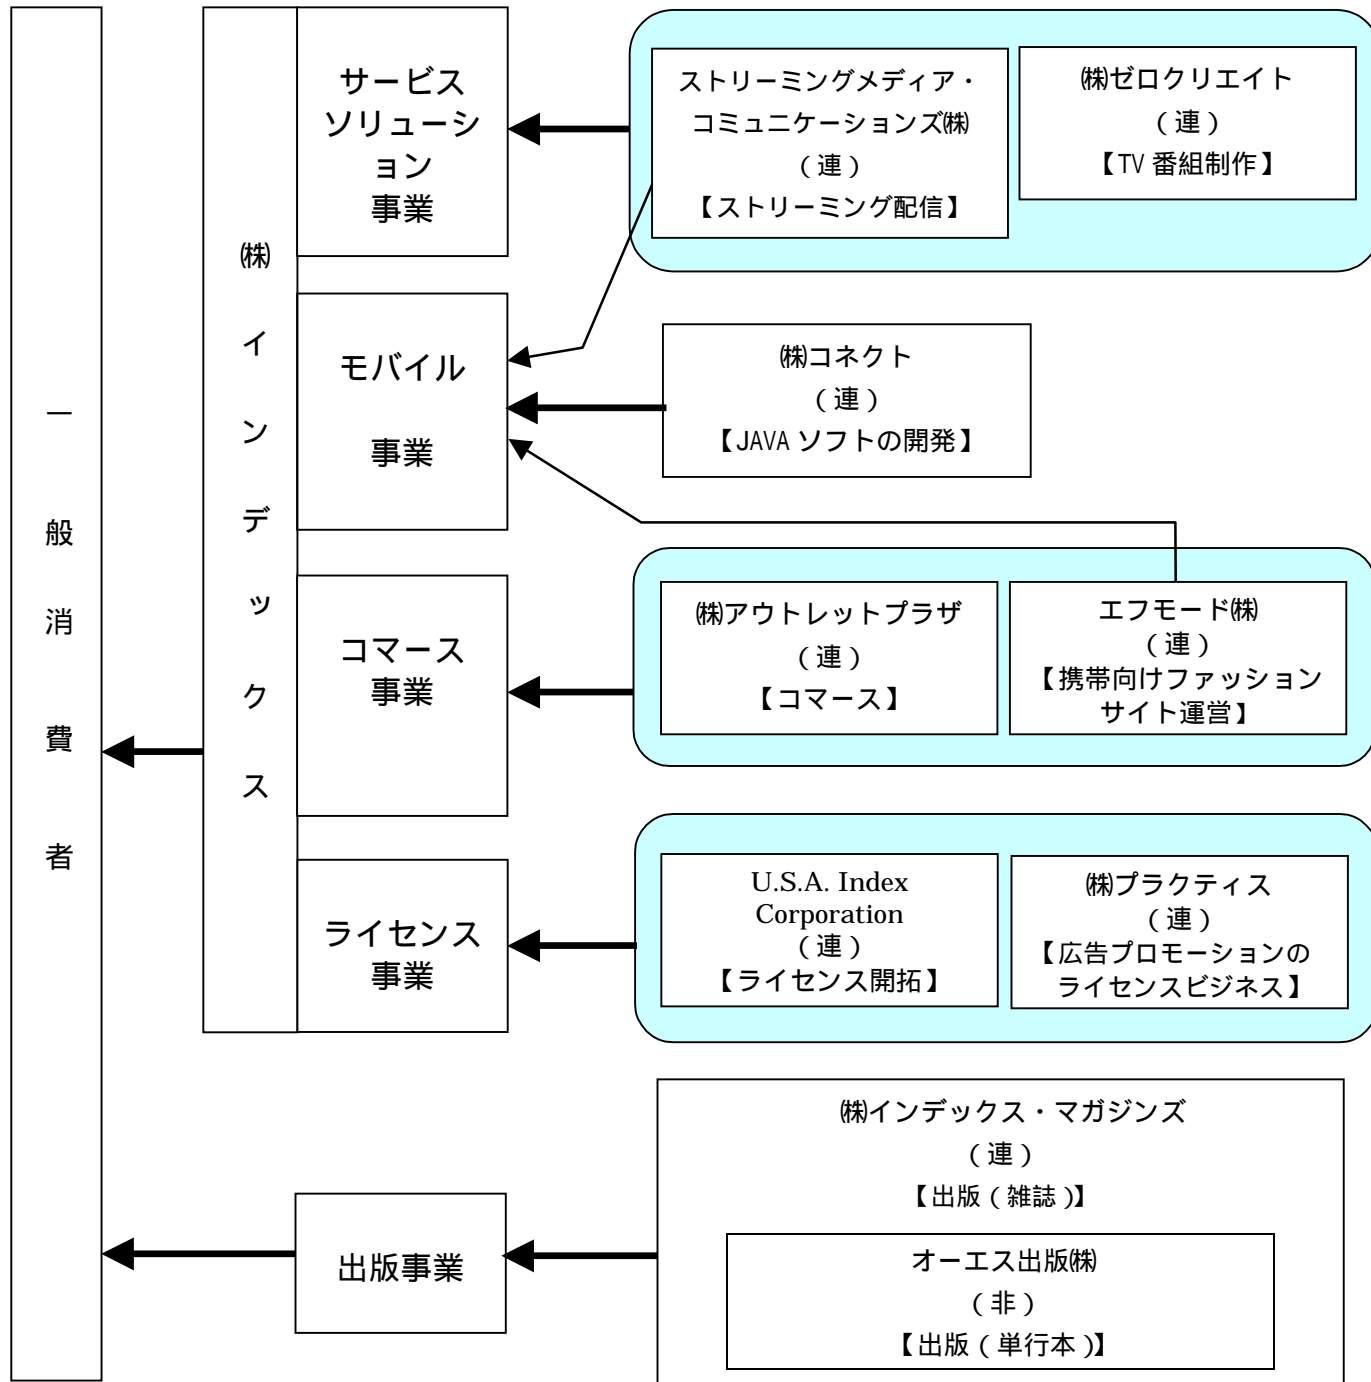 一般消費者
㈱インデックス
サービス
ソリューシ
ョン
事業
ストリーミングメディア・
コミュニケーションズ㈱
(連)
【ストリーミング配信】
㈱ゼロクリエイト
(連)
【TV 番組制作】
モバイル
事業
㈱コネクト
(連)
【JAVA ソフトの開発】
コマース
事業
㈱アウトレットプラザ
(連)
【コマース】
エフモード㈱
(連)
【携帯向けファッション
サイト運営】
ライセンス
事業
U.S.A. Index
Corporation
(連)
【ライセンス開拓】
㈱プラクティス
(連)
【広告プロモーションの
ライセンスビジネス】
出版事業
㈱インデックス・マガジンズ
(連)
【出版(雑誌)】
オーエス出版㈱
(非)
【出版(単行本)】